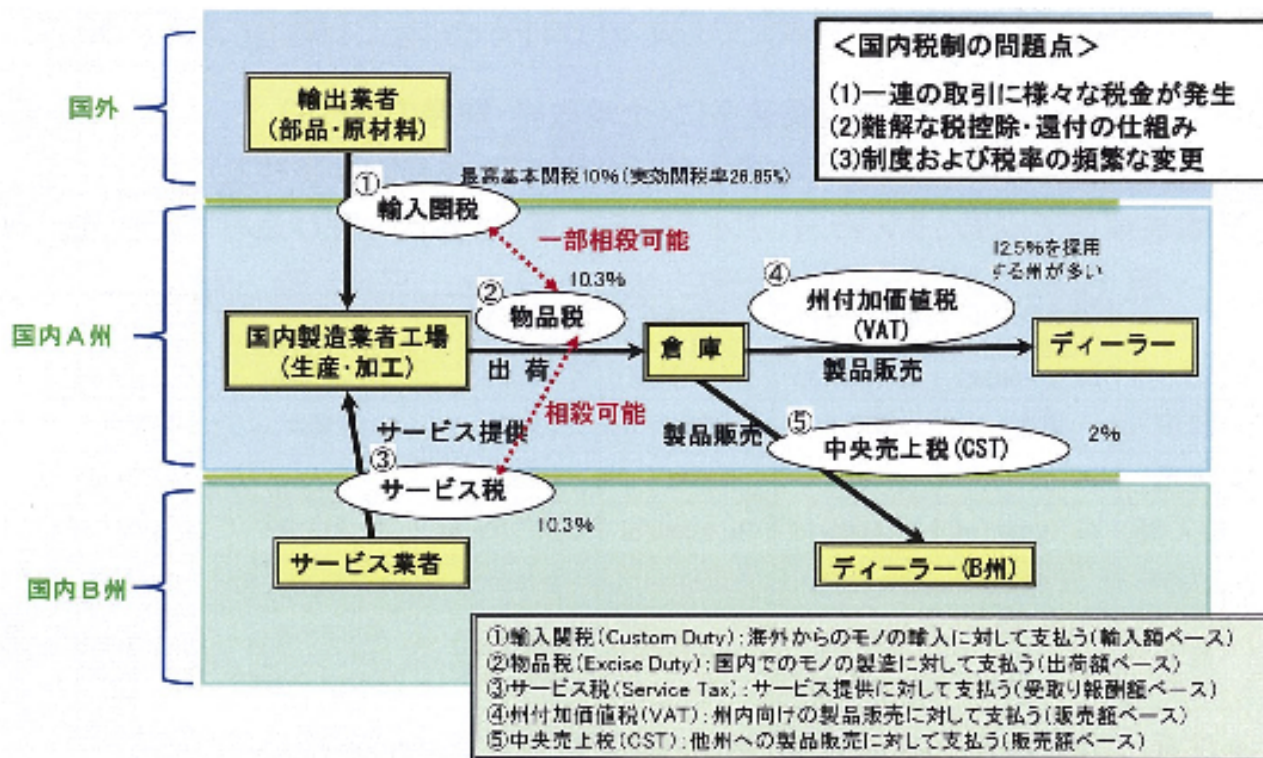 <国内税制の問題点>
(1)一連の取引に様々な税金が発生
(2)難解な税控除・還付の仕組み
(3)制度および税率の頻繁な変更
国外
輸出業者
(部品・原材料)
最高基本関税10%(実効関税率26.85%)
①
輸入関税
国内A州
一部相殺可能
10.3%
②
物品税
12.5%を採用
する州が多い
④
州付加価値税
(VAT)
国内製造業者工場
(生産・加工)
出荷
倉庫
製品販売
ディーラー
サービス提供
相殺可能
製品販売
⑤
中央売上税(CST)
2%
③
サービス税
10.3%
国内B州
サービス業者
ディーラー(B州)
①輸入関税(Custom Duty):海外からのモノの輸入に対して支払う(輸入額ベース)
②物品税(Excise Duty):国内でのモノの製造に対して支払う(出荷額ベース)
③サービス税(Service Tax):サービス提供に対して支払う(受取り報酬額ベース)
④州付加価値税(VAT):州内向けの製品販売に対して支払う(販売額ベース)
⑤中央売上税(CST):他州への製品販売に対して支払う(販売額ベース)